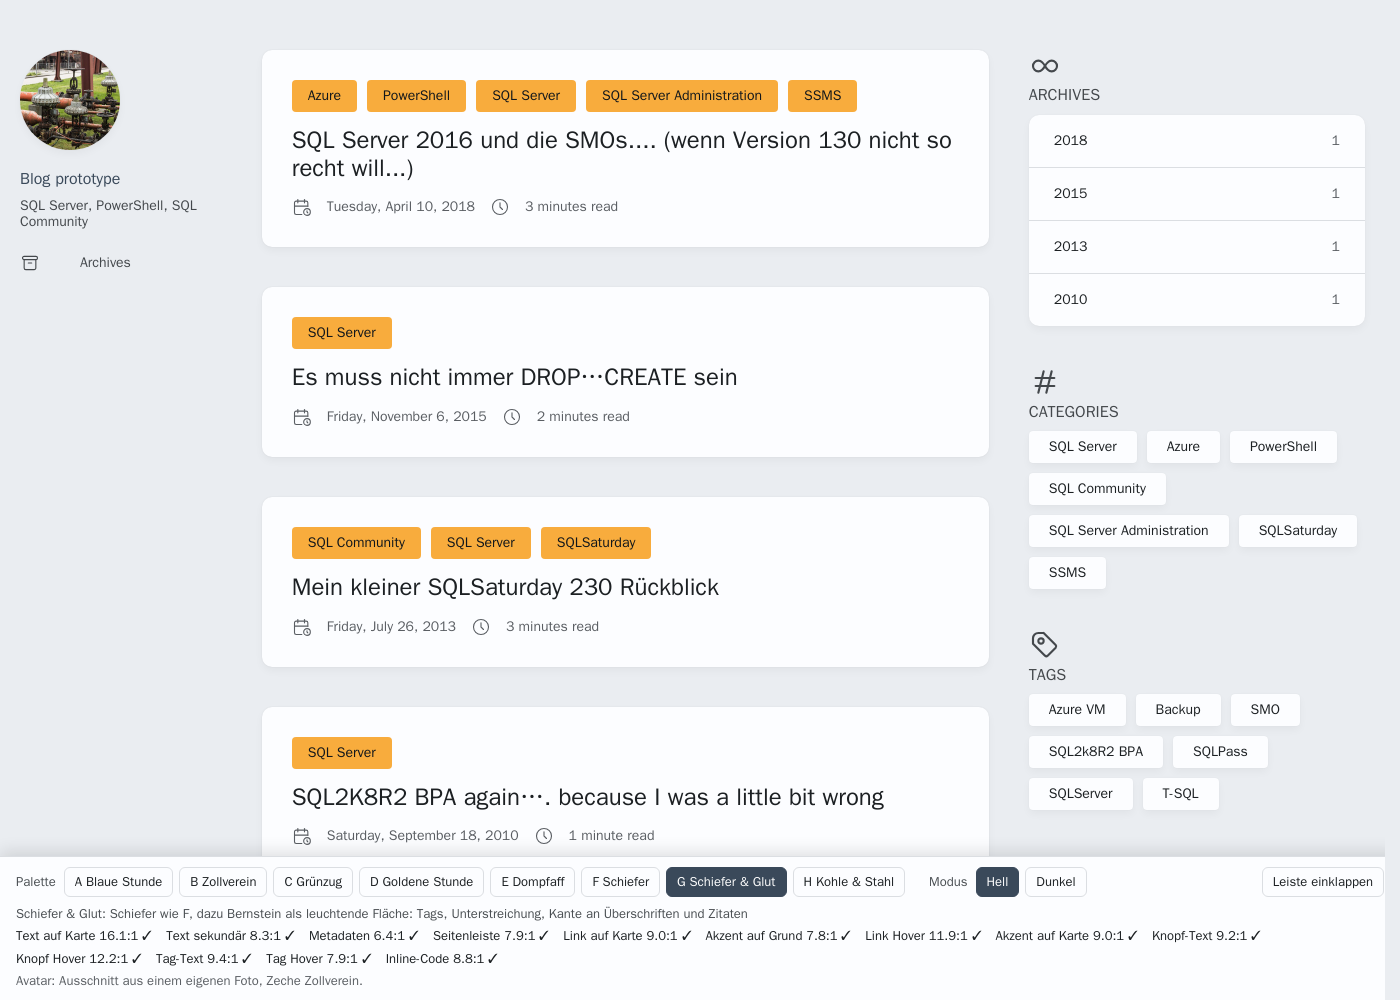 Blog prototype
SQL Server, PowerShell, SQL
Community
Archives
Azure PowerShell SQL Server SQL Server Administration SSMS
SQL Server 2016 und die SMOs.... (wenn Version 130 nicht so
recht will...)
Tuesday, April 10, 2018 3 minutes read
SQL Server
Es muss nicht immer DROP···CREATE sein
Friday, November 6, 2015 2 minutes read
SQL Community SQL Server SQLSaturday
Mein kleiner SQLSaturday 230 Rückblick
Friday, July 26, 2013 3 minutes read
SQL Server
SQL2K8R2 BPA again···. because I was a little bit wrong
Saturday, September 18, 2010 1 minute read
ARCHIVES
2018 1
2015 1
2013 1
2010 1
CATEGORIES
SQL Server Azure PowerShell
SQL Community
SQL Server Administration SQLSaturday
SSMS
TAGS
Azure VM Backup SMO
SQL2k8R2 BPA SQLPass
SQLServer T-SQL
Palette A Blaue Stunde B Zollverein C Grünzug D Goldene Stunde E Dompfaff F Schiefer G Schiefer & Glut H Kohle & Stahl Modus Hell Dunkel Leiste einklappen
Schiefer & Glut: Schiefer wie F, dazu Bernstein als leuchtende Fläche: Tags, Unterstreichung, Kante an Überschriften und Zitaten
Text auf Karte 16.1:1 ✓ Text sekundär 8.3:1 ✓ Metadaten 6.4:1 ✓ Seitenleiste 7.9:1 ✓ Link auf Karte 9.0:1 ✓ Akzent auf Grund 7.8:1 ✓ Link Hover 11.9:1 ✓ Akzent auf Karte 9.0:1 ✓ Knopf-Text 9.2:1 ✓
Knopf Hover 12.2:1 ✓ Tag-Text 9.4:1 ✓ Tag Hover 7.9:1 ✓ Inline-Code 8.8:1 ✓
Avatar: Ausschnitt aus einem eigenen Foto, Zeche Zollverein.